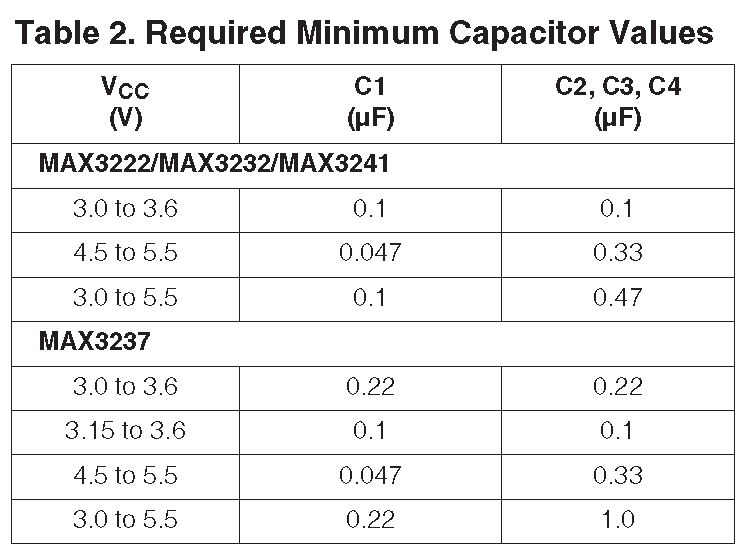 Table 2. Required Minimum Capacitor Values
VCC (V) C1 (µF) C2, C3, C4 (µF)
MAX3222/MAX3232/MAX3241
3.0 to 3.6 0.1 0.1
4.5 to 5.5 0.047 0.33
3.0 to 5.5 0.1 0.47
MAX3237
3.0 to 3.6 0.22 0.22
3.15 to 3.6 0.1 0.1
4.5 to 5.5 0.047 0.33
3.0 to 5.5 0.22 1.0